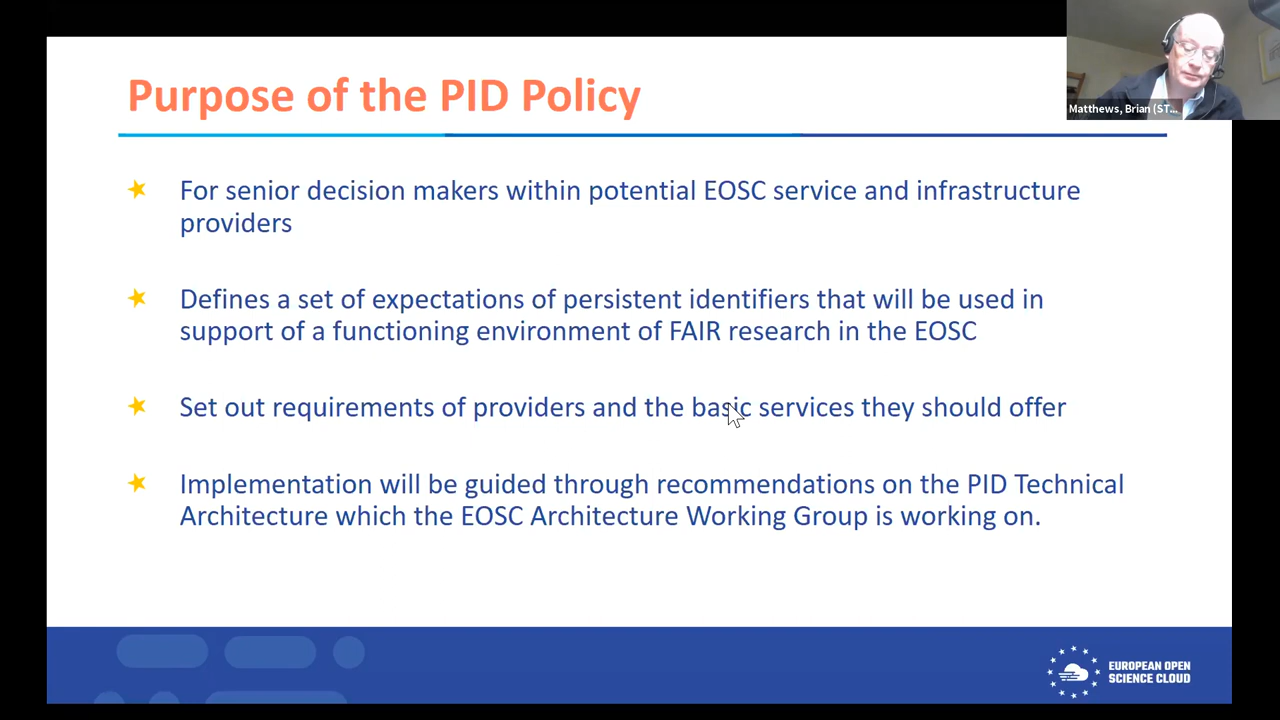 Purpose of the PID Policy
Matthews, Brian (ST...
For senior decision makers within potential EOSC service and infrastructure
providers
Defines a set of expectations of persistent identifiers that will be used in
support of a functioning environment of FAIR research in the EOSC
Set out requirements of providers and the basic services they should offer
Implementation will be guided through recommendations on the PID Technical
Architecture which the EOSC Architecture Working Group is working on.
EUROPEAN OPEN
SCIENCE CLOUD